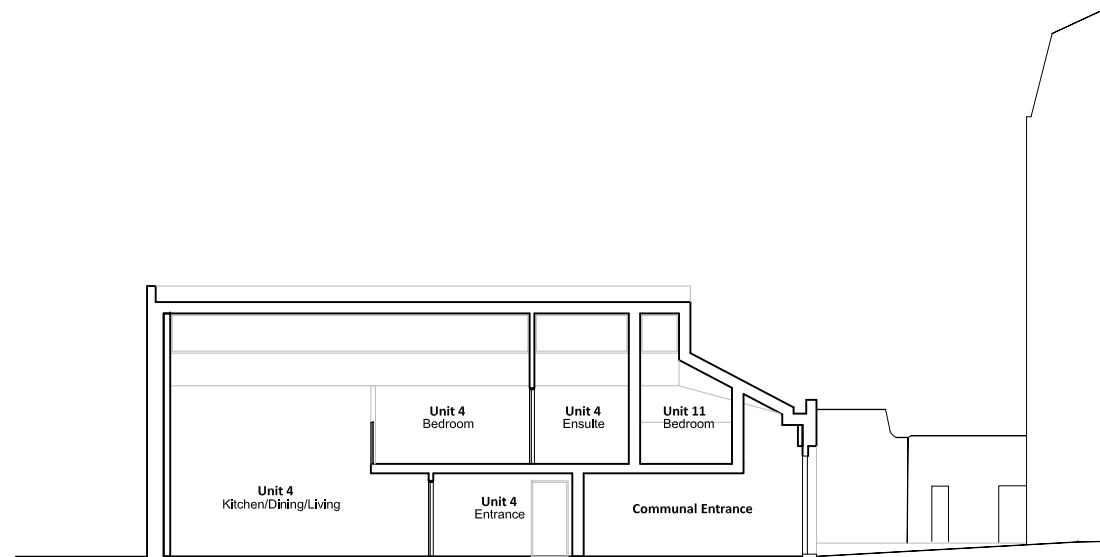 Unit 4
Bedroom
Unit 4
Ensuite
Unit 11
Bedroom
Unit 4
Kitchen/Dining/Living
Unit 4
Entrance
Communal Entrance